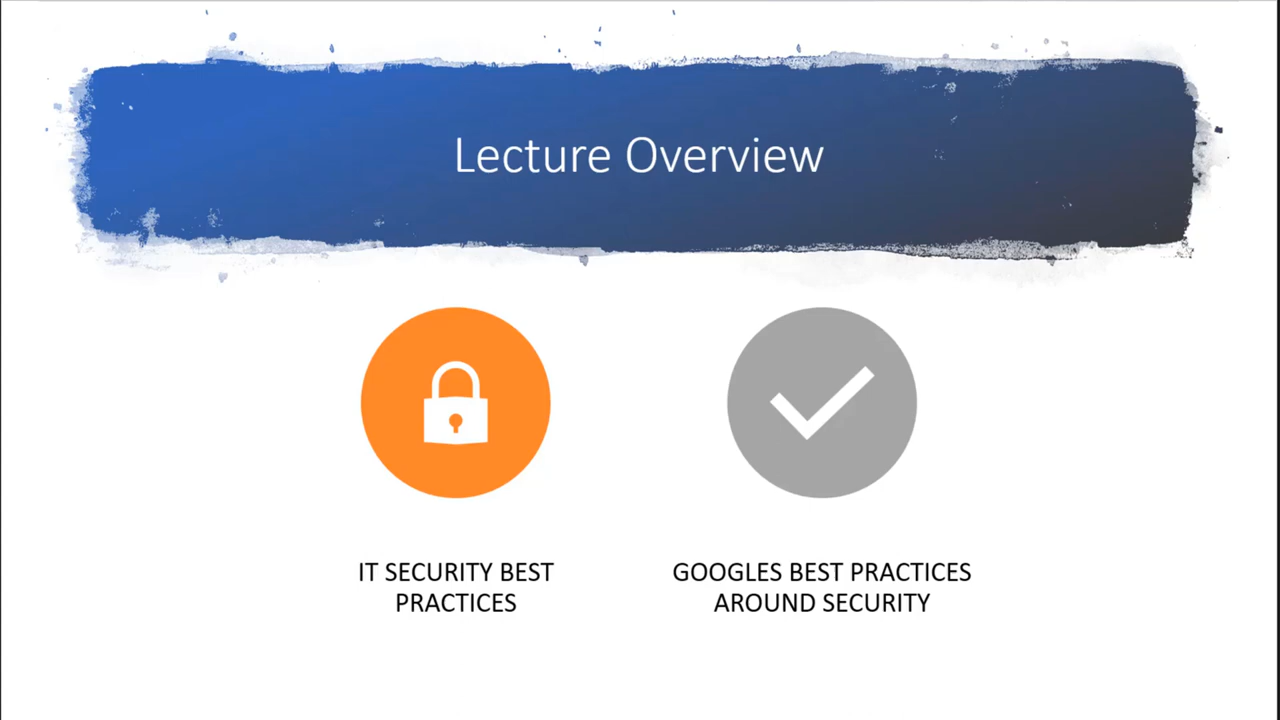 Lecture Overview
IT SECURITY BEST
PRACTICES
GOOGLES BEST PRACTICES
AROUND SECURITY